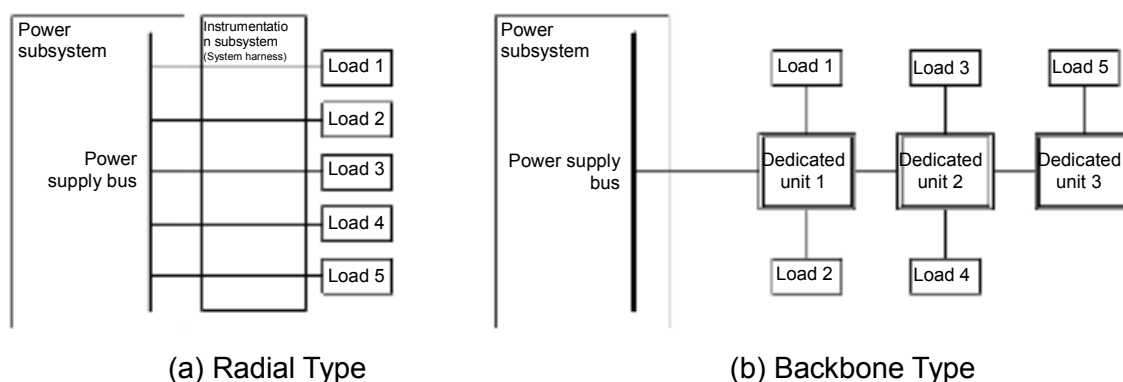 Power
subsystem
Instrumentatio
n subsystem
(System harness)
Load 1
Load 2
Power
supply bus
Load 3
Load 4
Load 5
(a) Radial Type
Power
subsystem
Load 1
Load 3
Load 5
Power supply
bus
Dedicated
unit 1
Dedicated
unit 2
Dedicated
unit 3
Load 2
Load 4
(b) Backbone Type